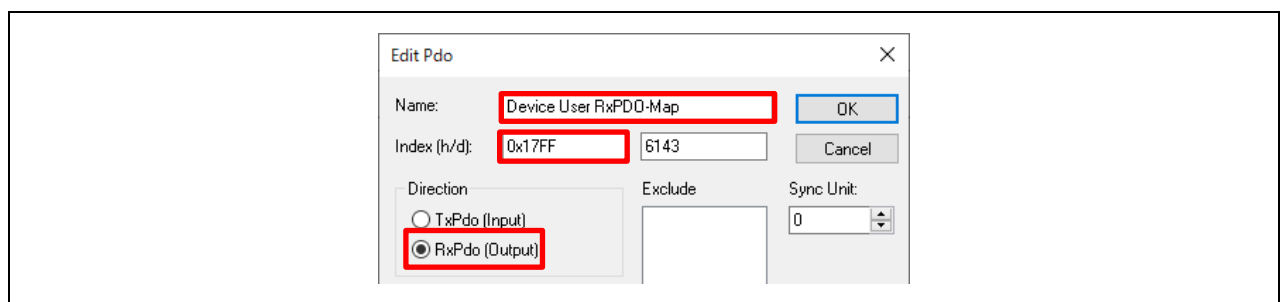 Edit Pdo
Name: Device User RxPDO-Map OK
Index (h/d): 0x17FF 6143 Cancel
Direction Exclude Sync Unit:
TxPdo (Input) 0
RxPdo (Output)